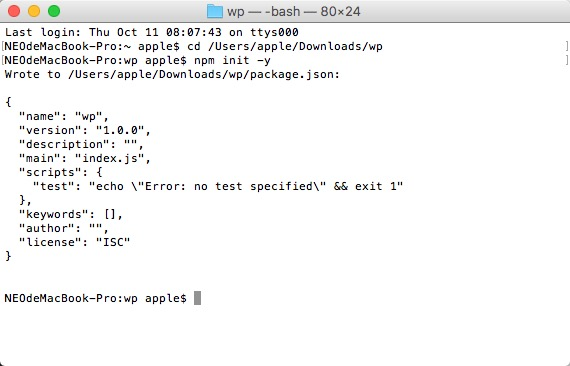 wp — -bash — 80×24
Last login: Thu Oct 11 08:07:43 on ttys000
[NEOdeMacBook-Pro:~ apple$ cd /Users/apple/Downloads/wp ]
[NEOdeMacBook-Pro:wp apple$ npm init -y ]
Wrote to /Users/apple/Downloads/wp/package.json:
{
  "name": "wp",
  "version": "1.0.0",
  "description": "",
  "main": "index.js",
  "scripts": {
    "test": "echo \"Error: no test specified\" && exit 1"
  },
  "keywords": [],
  "author": "",
  "license": "ISC"
}
NEOdeMacBook-Pro:wp apple$